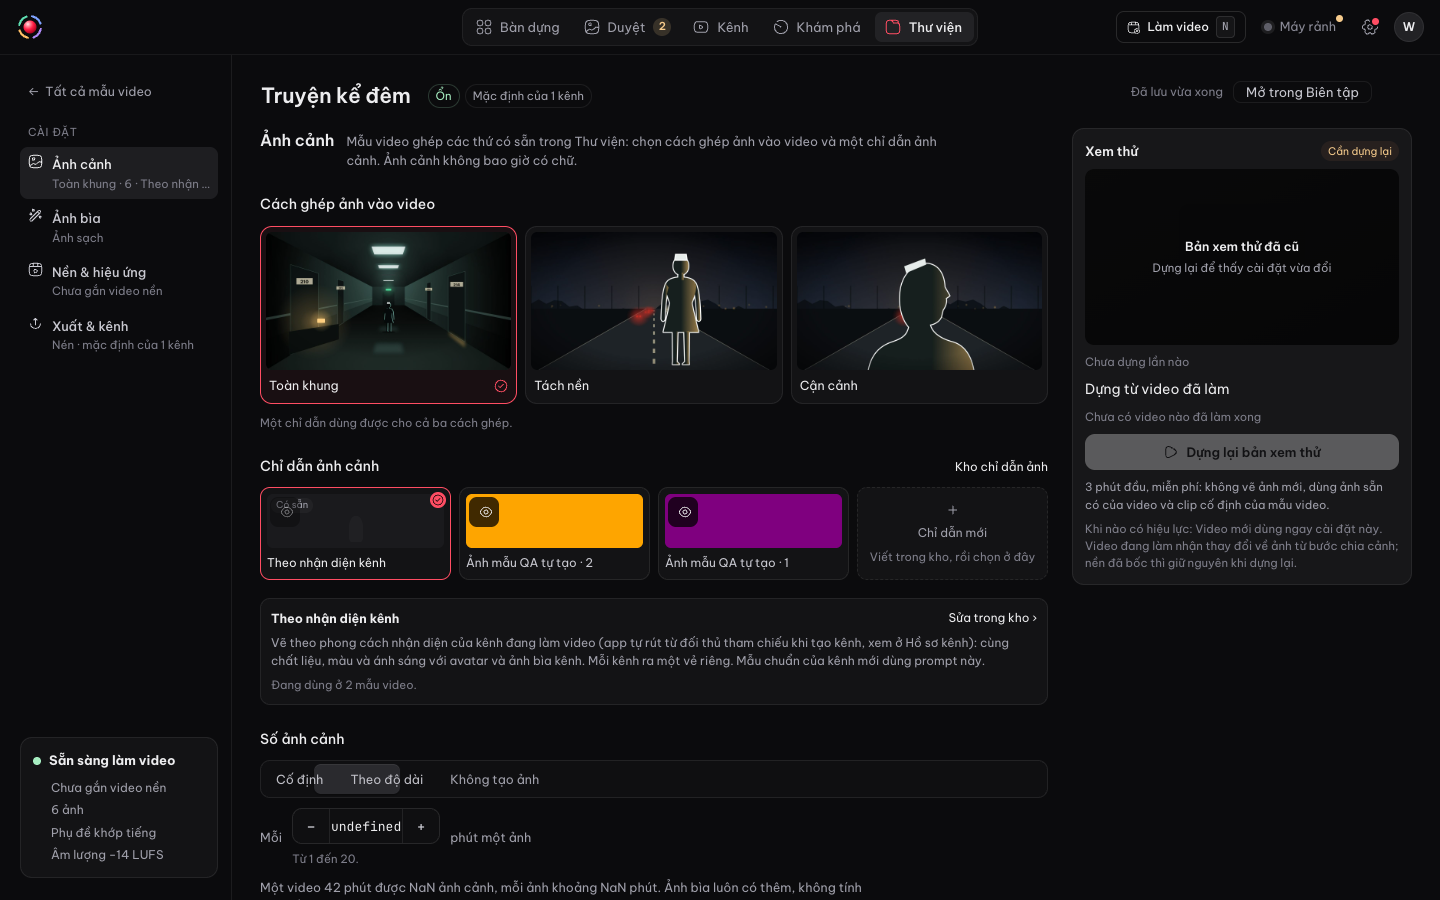 Bàn dựng
Duyệt 2
Kênh
Khám phá
Thư viện
Làm video N
Máy rảnh
W
← Tất cả mẫu video
CÀI ĐẶT
Ảnh cảnh
Toàn khung · 6 · Theo nhận ...
Ảnh bìa
Ảnh sạch
Nền & hiệu ứng
Chưa gắn video nền
Xuất & kênh
Nén · mặc định của 1 kênh
Sẵn sàng làm video
Chưa gắn video nền
6 ảnh
Phụ đề khớp tiếng
Âm lượng -14 LUFS
Truyện kể đêm
Ổn
Mặc định của 1 kênh
Đã lưu vừa xong
Mở trong Biên tập
Ảnh cảnh
Mẫu video ghép các thứ có sẵn trong Thư viện: chọn cách ghép ảnh vào video và một chỉ dẫn ảnh
cảnh. Ảnh cảnh không bao giờ có chữ.
Cách ghép ảnh vào video
210
Toàn khung
Tách nền
Cận cảnh
Một chỉ dẫn dùng được cho cả ba cách ghép.
Chỉ dẫn ảnh cảnh
Kho chỉ dẫn ảnh
Có sẵn
Theo nhận diện kênh
Ảnh mẫu QA tự tạo · 2
Ảnh mẫu QA tự tạo · 1
+
Chỉ dẫn mới
Viết trong kho, rồi chọn ở đây
Theo nhận diện kênh
Sửa trong kho ›
Vẽ theo phong cách nhận diện của kênh đang làm video (app tự rút từ đối thủ tham chiếu khi tạo kênh, xem ở Hồ sơ kênh): cùng
chất liệu, màu và ánh sáng với avatar và ảnh bìa kênh. Mỗi kênh ra một vẻ riêng. Mẫu chuẩn của kênh mới dùng prompt này.
Đang dùng ở 2 mẫu video.
Số ảnh cảnh
Cố định
Theo độ dài
Không tạo ảnh
Mỗi − undefined + phút một ảnh
Từ 1 đến 20.
Một video 42 phút được NaN ảnh cảnh, mỗi ảnh khoảng NaN phút. Ảnh bìa luôn có thêm, không tính
Xem thử
Cần dựng lại
Bản xem thử đã cũ
Dựng lại để thấy cài đặt vừa đổi
Chưa dựng lần nào
Dựng từ video đã làm
Chưa có video nào đã làm xong
Dựng lại bản xem thử
3 phút đầu, miễn phí: không vẽ ảnh mới, dùng ảnh sẵn
có của video và clip cố định của mẫu video.
Khi nào có hiệu lực: Video mới dùng ngay cài đặt này.
Video đang làm nhận thay đổi về ảnh từ bước chia cảnh;
nền đã bốc thì giữ nguyên khi dựng lại.